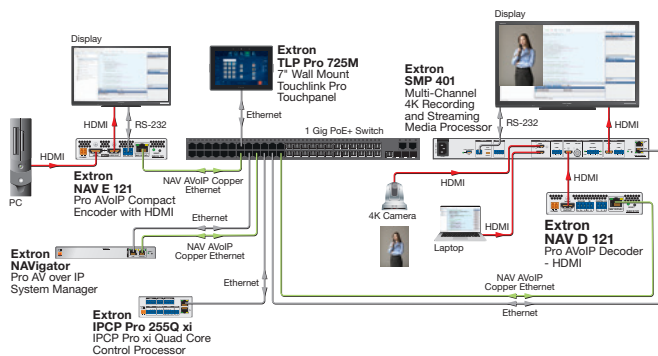 Display
Display
Extron
TLP Pro 725M
7" Wall Mount
Touchlink Pro
Touchpanel
Extron
SMP 401
Multi-Channel
4K Recording
and Streaming
Media Processor
HDMI
RS-232
Ethernet
RS-232
HDMI
1 Gig PoE+ Switch
HDMI
PC
Extron
NAV E 121
Pro AVoIP Compact
Encoder with HDMI
NAV AVoIP Copper
Ethernet
HDMI
4K Camera
HDMI
Laptop
HDMI
Extron
NAV D 121
Pro AVoIP Decoder
- HDMI
Ethernet
NAV AVoIP
Copper Ethernet
Extron
NAVigator
Pro AV over IP
System Manager
Ethernet
NAV AVoIP
Copper Ethernet
Ethernet
Extron
IPCP Pro 255Q xi
IPCP Pro xi Quad Core
Control Processor